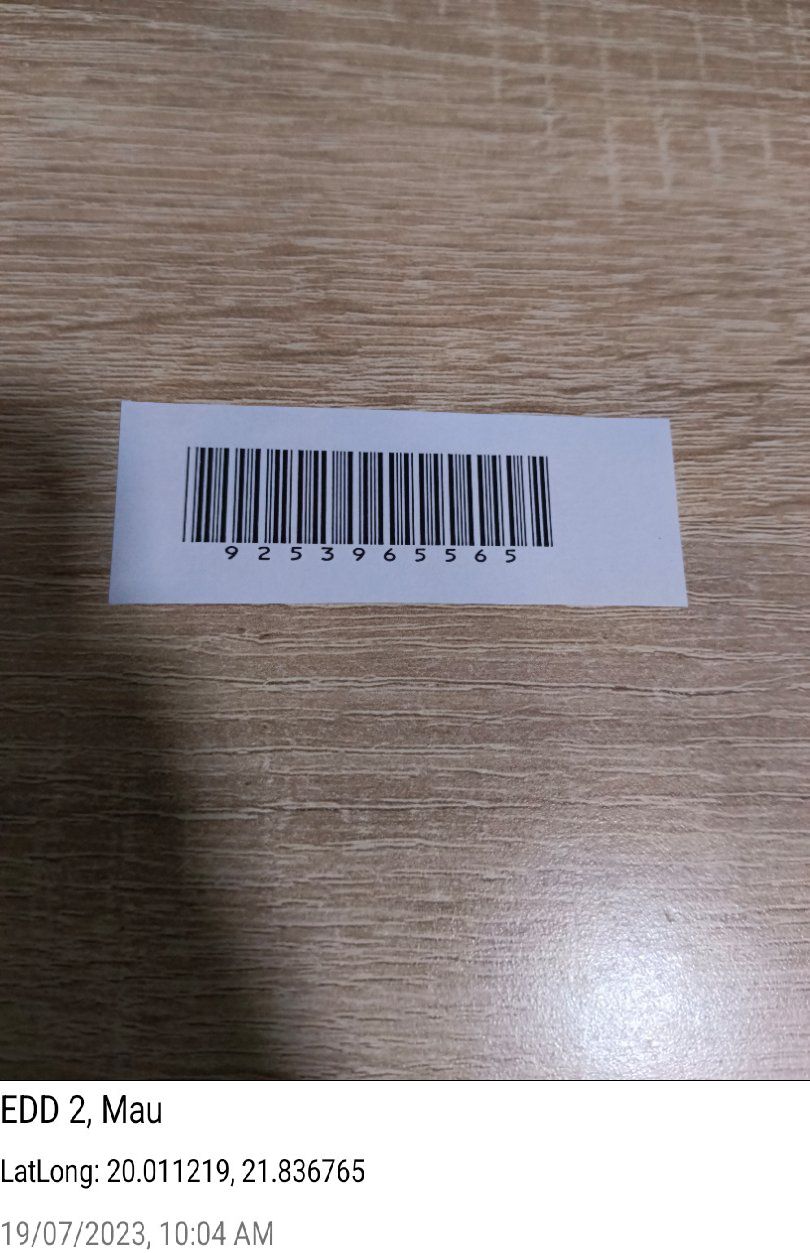 9253965565
EDD 2, Mau
LatLong: 20.011219, 21.836765
19/07/2023, 10:04 AM